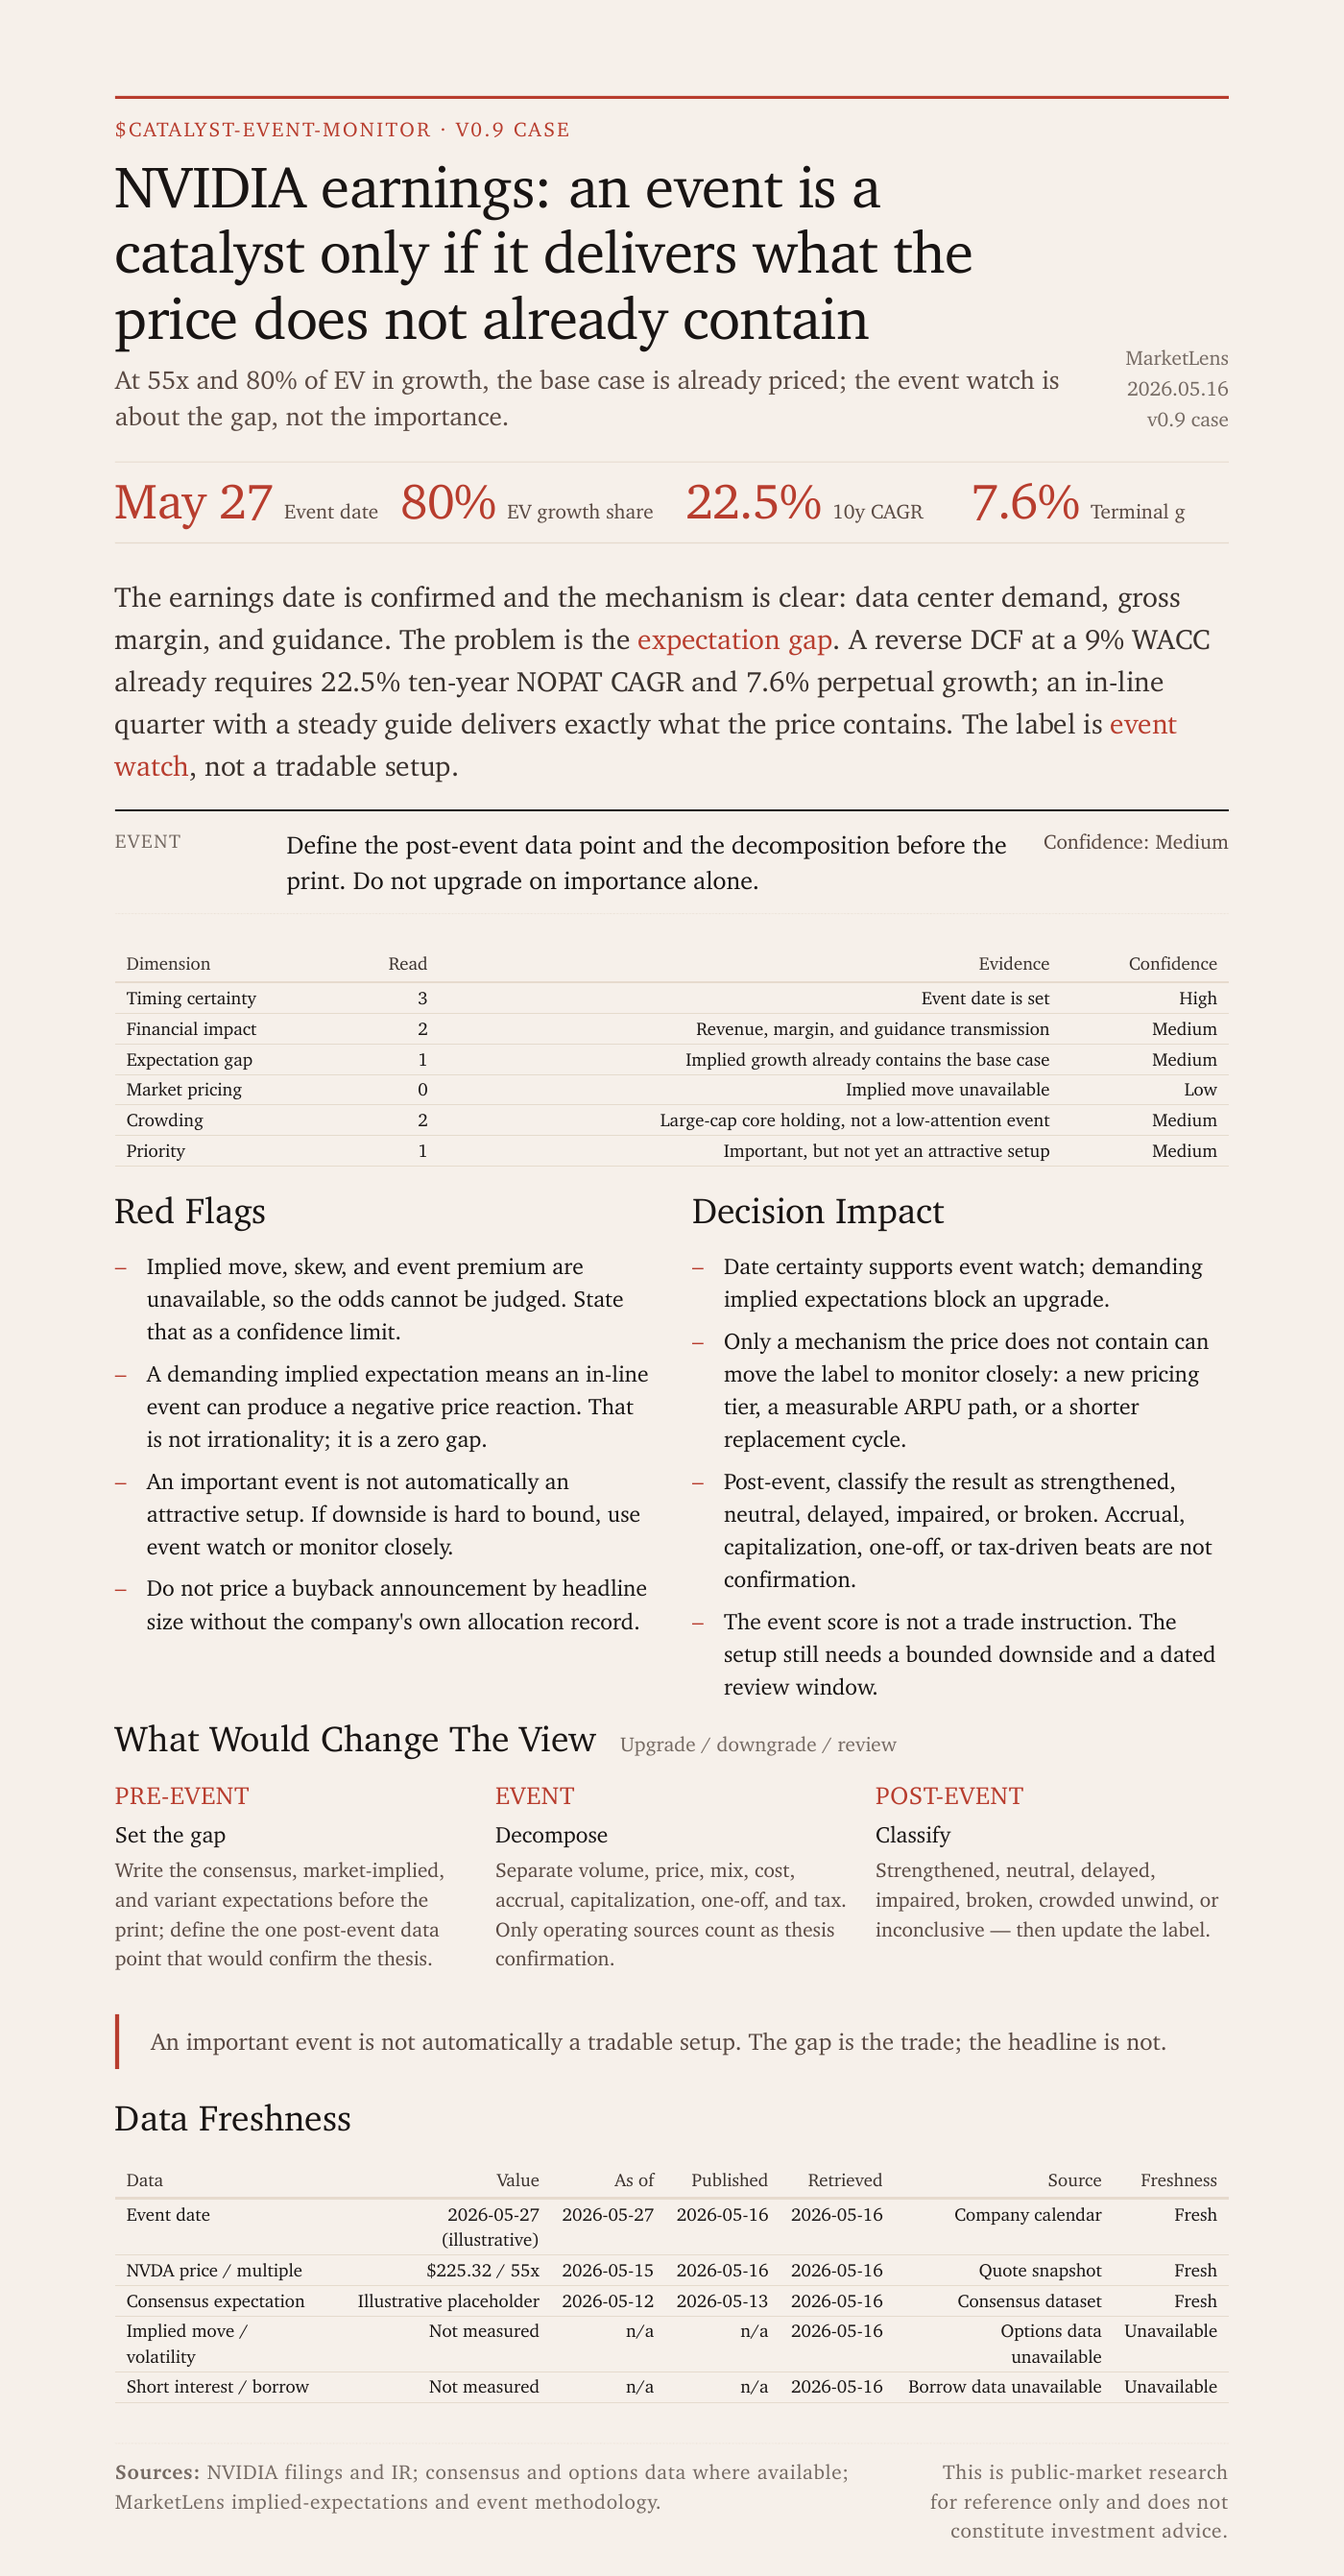 $CATALYST-EVENT-MONITOR · V0.9 CASE
NVIDIA earnings: an event is a
catalyst only if it delivers what the
price does not already contain
At 55x and 80% of EV in growth, the base case is already priced; the event watch is
about the gap, not the importance.
MarketLens
2026.05.16
v0.9 case
May 27 Event date 80% EV growth share 22.5% 10y CAGR 7.6% Terminal g
The earnings date is confirmed and the mechanism is clear: data center demand, gross
margin, and guidance. The problem is the expectation gap. A reverse DCF at a 9% WACC
already requires 22.5% ten-year NOPAT CAGR and 7.6% perpetual growth; an in-line
quarter with a steady guide delivers exactly what the price contains. The label is event
watch, not a tradable setup.
EVENT
Define the post-event data point and the decomposition before the
print. Do not upgrade on importance alone.
Confidence: Medium
Dimension Read Evidence Confidence
Timing certainty 3 Event date is set High
Financial impact 2 Revenue, margin, and guidance transmission Medium
Expectation gap 1 Implied growth already contains the base case Medium
Market pricing 0 Implied move unavailable Low
Crowding 2 Large-cap core holding, not a low-attention event Medium
Priority 1 Important, but not yet an attractive setup Medium
Red Flags
– Implied move, skew, and event premium are
unavailable, so the odds cannot be judged. State
that as a confidence limit.
– A demanding implied expectation means an in-line
event can produce a negative price reaction. That
is not irrationality; it is a zero gap.
– An important event is not automatically an
attractive setup. If downside is hard to bound, use
event watch or monitor closely.
– Do not price a buyback announcement by headline
size without the company's own allocation record.
Decision Impact
– Date certainty supports event watch; demanding
implied expectations block an upgrade.
– Only a mechanism the price does not contain can
move the label to monitor closely: a new pricing
tier, a measurable ARPU path, or a shorter
replacement cycle.
– Post-event, classify the result as strengthened,
neutral, delayed, impaired, or broken. Accrual,
capitalization, one-off, or tax-driven beats are not
confirmation.
– The event score is not a trade instruction. The
setup still needs a bounded downside and a dated
review window.
What Would Change The View Upgrade / downgrade / review
PRE-EVENT
Set the gap
Write the consensus, market-implied,
and variant expectations before the
print; define the one post-event data
point that would confirm the thesis.
EVENT
Decompose
Separate volume, price, mix, cost,
accrual, capitalization, one-off, and tax.
Only operating sources count as thesis
confirmation.
POST-EVENT
Classify
Strengthened, neutral, delayed,
impaired, broken, crowded unwind, or
inconclusive — then update the label.
An important event is not automatically a tradable setup. The gap is the trade; the headline is not.
Data Freshness
Data Value As of Published Retrieved Source Freshness
Event date 2026-05-27 2026-05-27 2026-05-16 2026-05-16 Company calendar Fresh
(illustrative)
NVDA price / multiple $225.32 / 55x 2026-05-15 2026-05-16 2026-05-16 Quote snapshot Fresh
Consensus expectation Illustrative placeholder 2026-05-12 2026-05-13 2026-05-16 Consensus dataset Fresh
Implied move / Not measured n/a n/a 2026-05-16 Options data Unavailable
volatility unavailable
Short interest / borrow Not measured n/a n/a 2026-05-16 Borrow data unavailable Unavailable
Sources: NVIDIA filings and IR; consensus and options data where available;
MarketLens implied-expectations and event methodology.
This is public-market research
for reference only and does not
constitute investment advice.